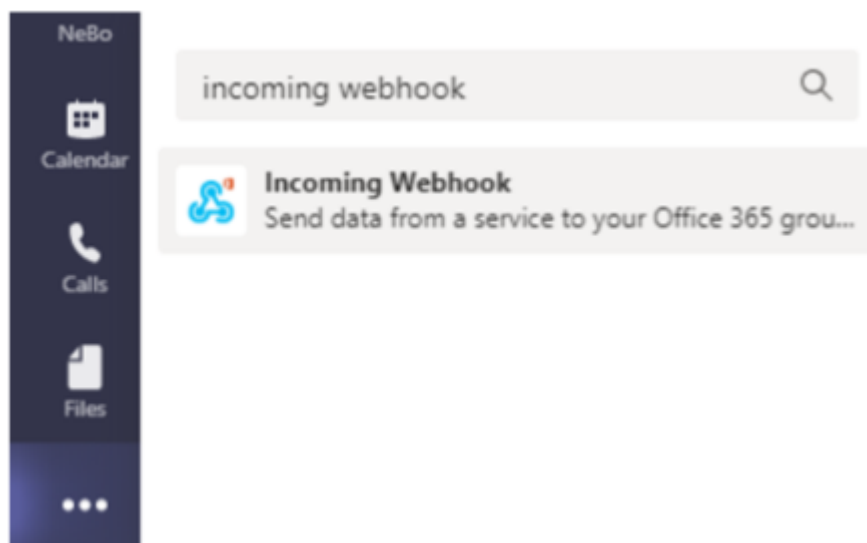 NeBo
Calendar
Calls
Files
incoming webhook
Incoming Webhook
Send data from a service to your Office 365 grou...